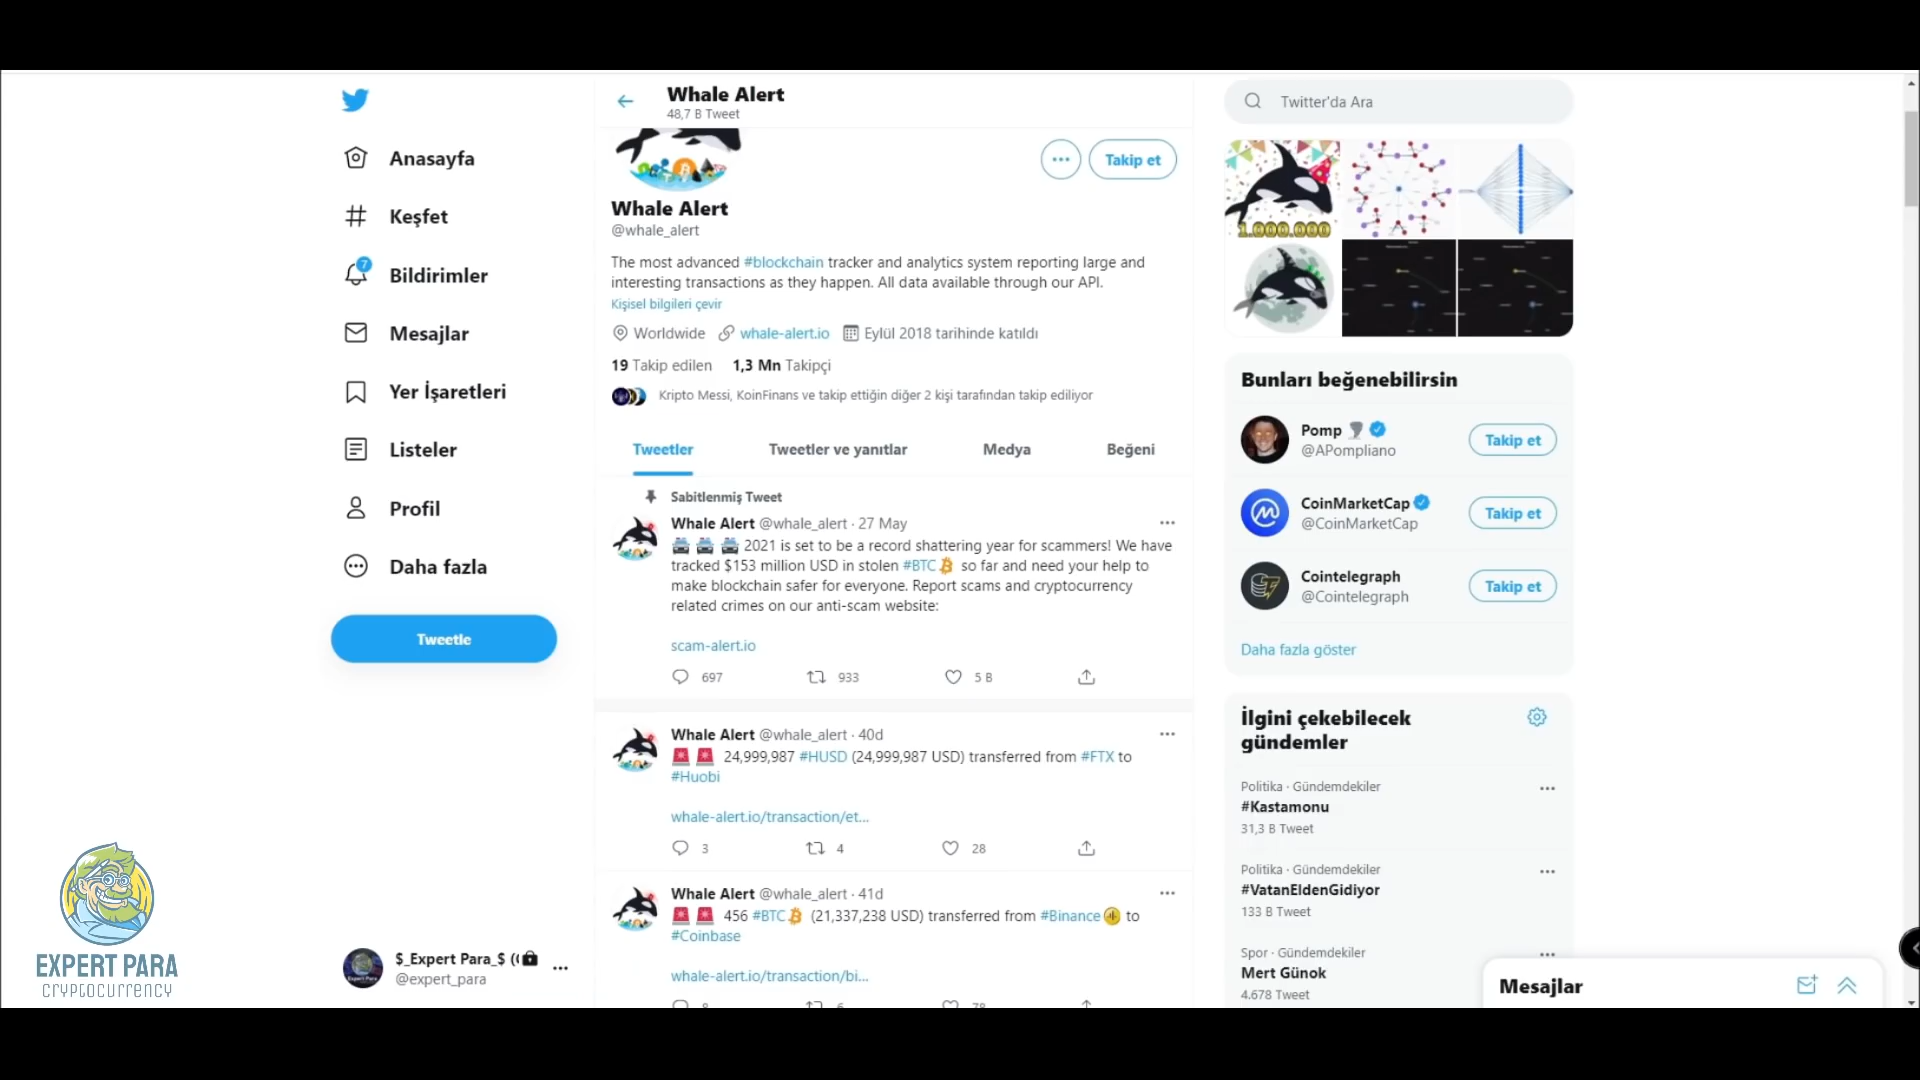 Whale Alert
48,7 B Tweet
Twitter'da Ara
Anasayfa
Keşfet
7
Bildirimler
Mesajlar
Yer İşaretleri
Listeler
Profil
Daha fazla
Tweetle
Takip et
Whale Alert
@whale_alert
The most advanced #blockchain tracker and analytics system reporting large and
interesting transactions as they happen. All data available through our API.
Kişisel bilgileri çevir
Worldwide whale-alert.io Eylül 2018 tarihinde katıldı
19 Takip edilen 1,3 Mn Takipçi
Kripto Messi, KoinFinans ve takip ettiğin diğer 2 kişi tarafından takip ediliyor
Tweetler Tweetler ve yanıtlar Medya Beğeni
Sabitlenmiş Tweet
Whale Alert @whale_alert · 27 May
2021 is set to be a record shattering year for scammers! We have
tracked $153 million USD in stolen #BTC so far and need your help to
make blockchain safer for everyone. Report scams and cryptocurrency
related crimes on our anti-scam website:
scam-alert.io
697 933 5 B
Whale Alert @whale_alert · 40d
24,999,987 #HUSD (24,999,987 USD) transferred from #FTX to
#Huobi
whale-alert.io/transaction/et...
3 4 28
Whale Alert @whale_alert · 41d
456 #BTC (21,337,238 USD) transferred from #Binance to
#Coinbase
whale-alert.io/transaction/bi...
1.000.000
Bunları beğenebilirsin
Pomp
@APompliano
Takip et
CoinMarketCap
@CoinMarketCap
Takip et
Cointelegraph
@Cointelegraph
Takip et
Daha fazla göster
İlgini çekebilecek
gündemler
Politika · Gündemdekiler
#Kastamonu
31,3 B Tweet
Politika · Gündemdekiler
#VatanEldenGidiyor
133 B Tweet
Spor · Gündemdekiler
Mert Günok
4.678 Tweet
Mesajlar
$_Expert Para_$ (
@expert_para
EXPERT PARA
CRYPTOCURRENCY